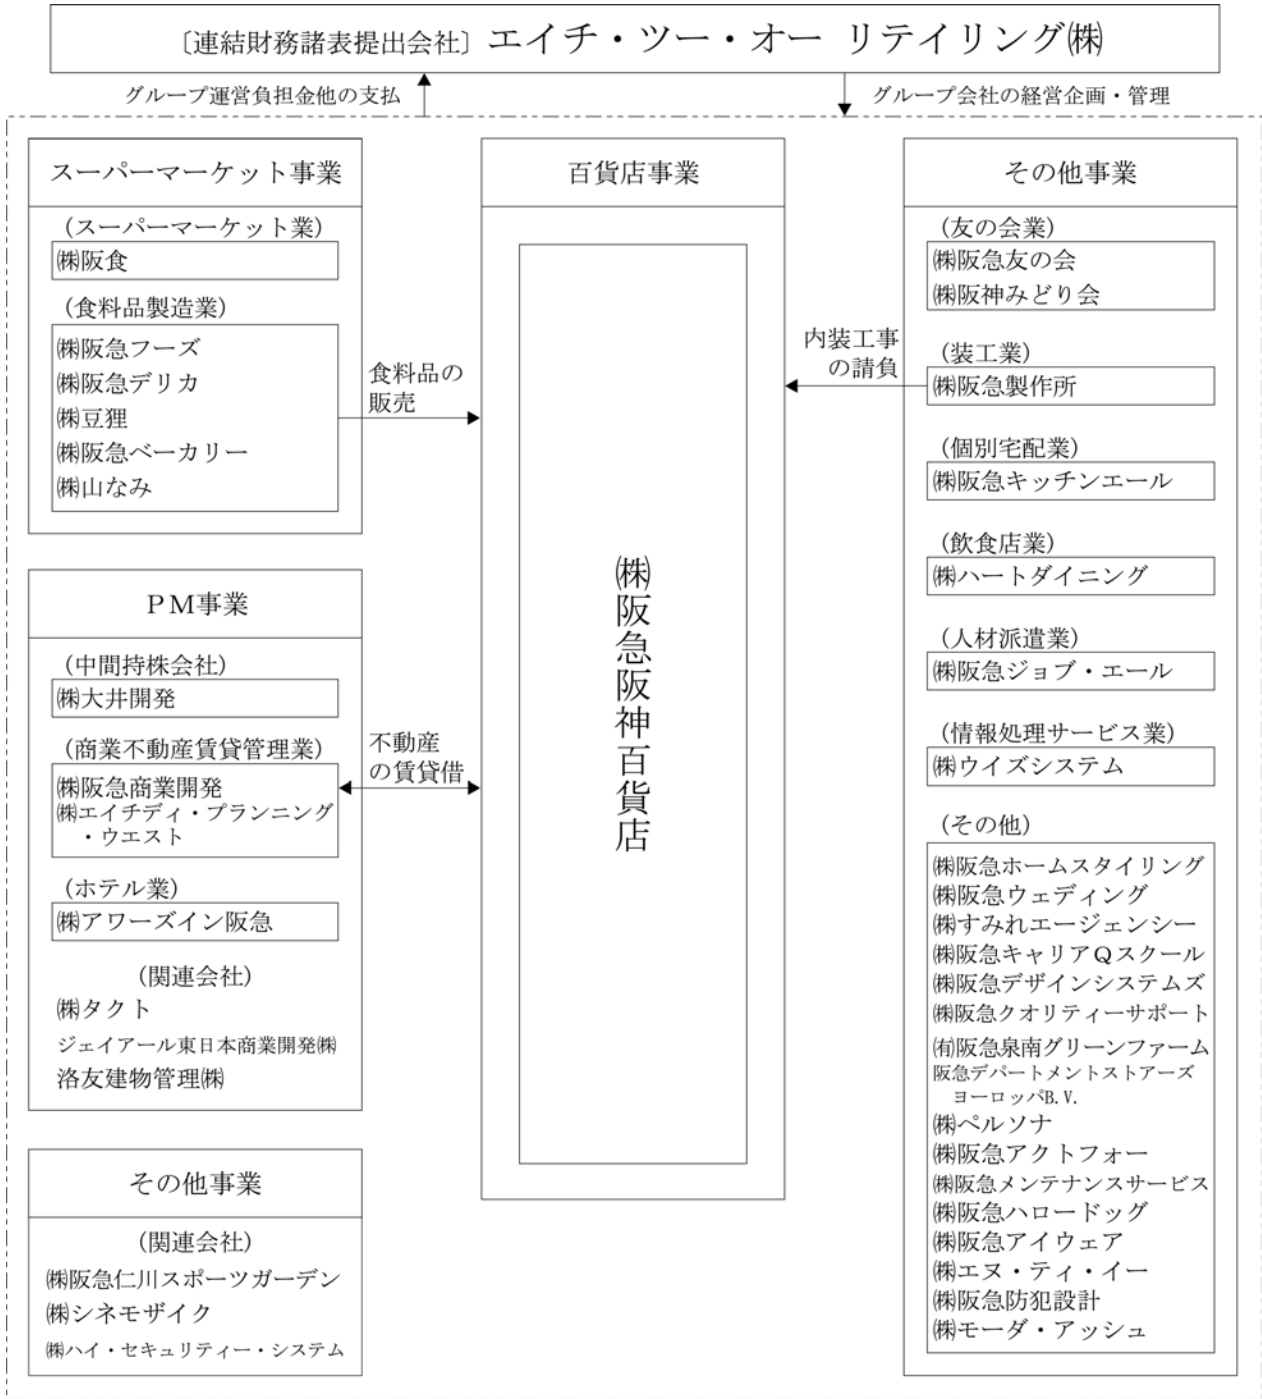 〔連結財務諸表提出会社〕エイチ・ツー・オー リテイリング㈱
グループ運営負担金他の支払
グループ会社の経営企画・管理
スーパーマーケット事業
（スーパーマーケット業）
㈱阪食
（食料品製造業）
㈱阪急フーズ
㈱阪急デリカ
㈱豆狸
㈱阪急ベーカリー
㈱山なみ
食料品の
販売
PM事業
（中間持株会社）
㈱大井開発
（商業不動産賃貸管理業）
㈱阪急商業開発
㈱エイチディ・プランニング
・ウエスト
（ホテル業）
㈱アワーズイン阪急
（関連会社）
㈱タクト
ジェイアール東日本商業開発㈱
洛友建物管理㈱
不動産
の賃貸借
その他事業
（関連会社）
㈱阪急仁川スポーツガーデン
㈱シネモザイク
㈱ハイ・セキュリティー・システム
百貨店事業
㈱阪急阪神百貨店
内装工事
の請負
その他事業
（友の会業）
㈱阪急友の会
㈱阪神みどり会
（装工業）
㈱阪急製作所
（個別宅配業）
㈱阪急キッチンエール
（飲食店業）
㈱ハートダイニング
（人材派遣業）
㈱阪急ジョブ・エール
（情報処理サービス業）
㈱ウイズシステム
（その他）
㈱阪急ホームスタイリング
㈱阪急ウェディング
㈱すみれエージェンシー
㈱阪急キャリアQスクール
㈱阪急デザインシステムズ
㈱阪急クオリティーサポート
㈲阪急泉南グリーンファーム
阪急デパートメントストアーズ
ヨーロッパB.V.
㈱ペルソナ
㈱阪急アクトフォー
㈱阪急メンテナンスサービス
㈱阪急ハロードッグ
㈱阪急アイウェア
㈱エヌ・ティ・イー
㈱阪急防犯設計
㈱モーダ・アッシュ